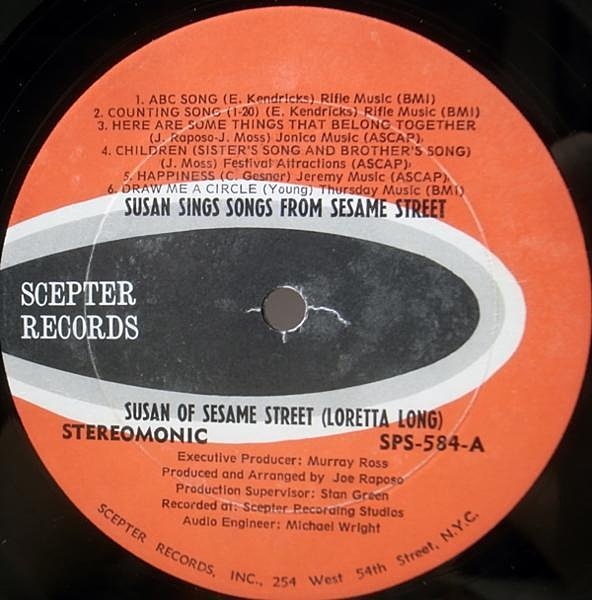 1. ABC SONG (E. Kendricks) Rifle Music (BMI)
2. COUNTING SONG (1-20) (E. Kendricks) Rifle Music (BMI)
3. HERE ARE SOME THINGS THAT BELONG TOGETHER
(J. Raposo-J. Moss) Jonico Music (ASCAP)
4. CHILDREN (SISTER'S SONG AND BROTHER'S SONG)
(J. Moss) Festival Attractions (ASCAP)
5. HAPPINESS (C. Gesner) Jeremy Music (ASCAP)
6. DRAW ME A CIRCLE (Young) Thursday Music (BMI)
SUSAN SINGS SONGS FROM SESAME STREET
SCEPTER
RECORDS
SUSAN OF SESAME STREET (LORETTA LONG)
STEREOMONIC SPS-584-A
Executive Producer: Murray Ross
Produced and Arranged by Joe Raposo
Production Supervisor: Stan Green
Recorded at: Scepter Recording Studios
Audio Engineer: Michael Wright
SCEPTER RECORDS, INC., 254 West 54th Street, N.Y.C.